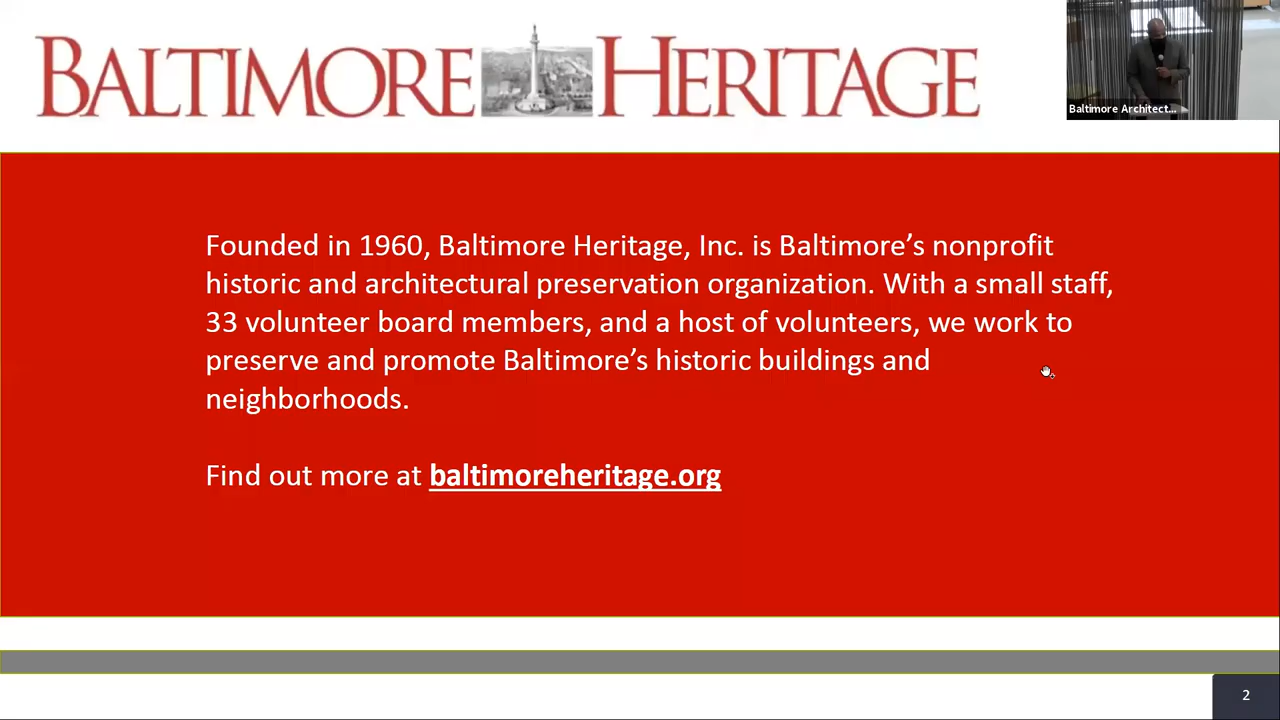 BALTIMORE HERITAGE
Baltimore Architect...
Founded in 1960, Baltimore Heritage, Inc. is Baltimore’s nonprofit
historic and architectural preservation organization. With a small staff,
33 volunteer board members, and a host of volunteers, we work to
preserve and promote Baltimore’s historic buildings and
neighborhoods.
Find out more at baltimoreheritage.org
2